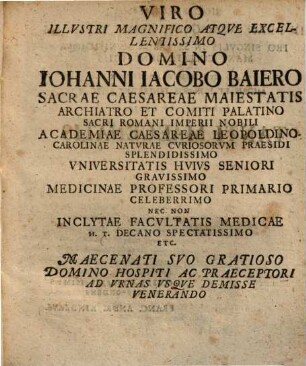 VIRO
ILLVSTRI MAGNIFICO ATQVE EXCEL-
LENTISSIMO
DOMINO
IOHANNI IACOBO BAIERO
SACRAE CAESAREAE MAIESTATIS
ARCHIATRO ET COMITI PALATINO
SACRI ROMANI IMPERII NOBILI
ACADEMIAE CAESAREAE LEOPOLDINO-
CAROLINAE NATVRAE CVRIOSORVM PRAESIDI
SPLENDIDISSIMO
VNIVERSITATIS HVIVS SENIORI
GRAVISSIMO
MEDICINAE PROFESSORI PRIMARIO
CELEBERRIMO
NEC NON
INCLYTAE FACVLTATIS MEDICAE
H. T. DECANO SPECTATISSIMO
ETC.
MAECENATI SVO GRATIOSO
DOMINO HOSPITI AC PRAECEPTORI
AD VRNAS VSQVE DEMISSE
VENERANDO